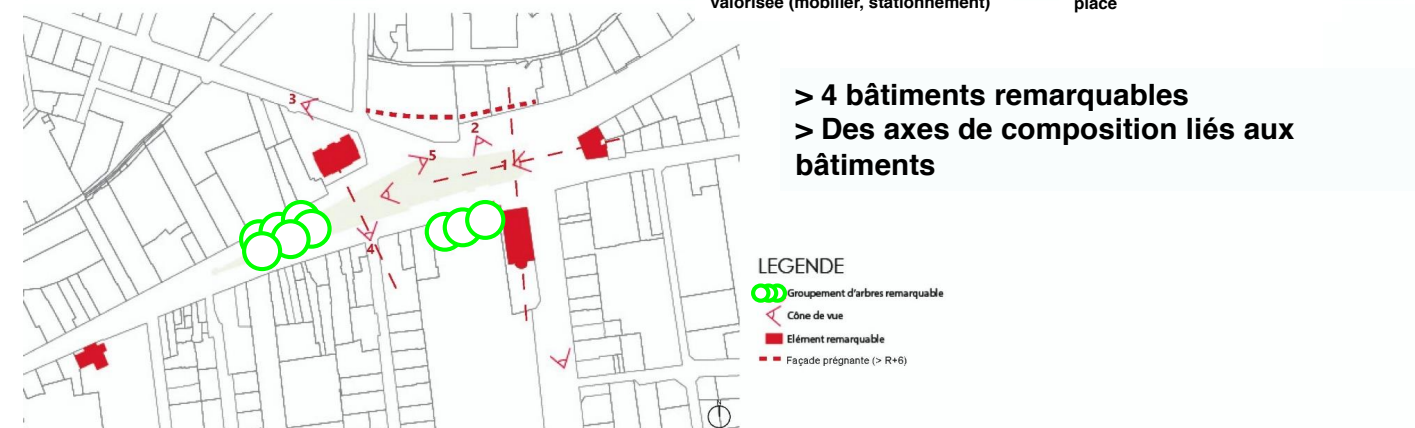 valorisée (mobilier, stationnement)
place
> 4 bâtiments remarquables
> Des axes de composition liés aux
bâtiments
3
2
5
1
4
LEGENDE
Groupement d'arbres remarquable
Cône de vue
Elément remarquable
Façade prégnante (> R+6)
N